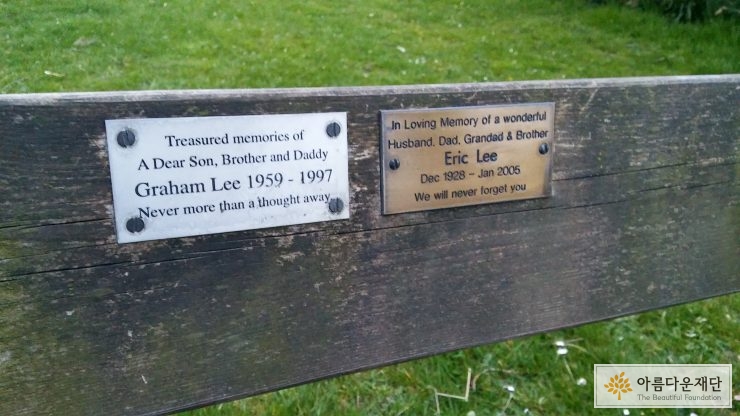 Treasured memories of
A Dear Son, Brother and Daddy
Graham Lee 1959 - 1997
Never more than a thought away
In Loving Memory of a wonderful
Husband, Dad, Grandad & Brother
Eric Lee
Dec 1928 - Jan 2005
We will never forget you
아름다운재단
The Beautiful Foundation